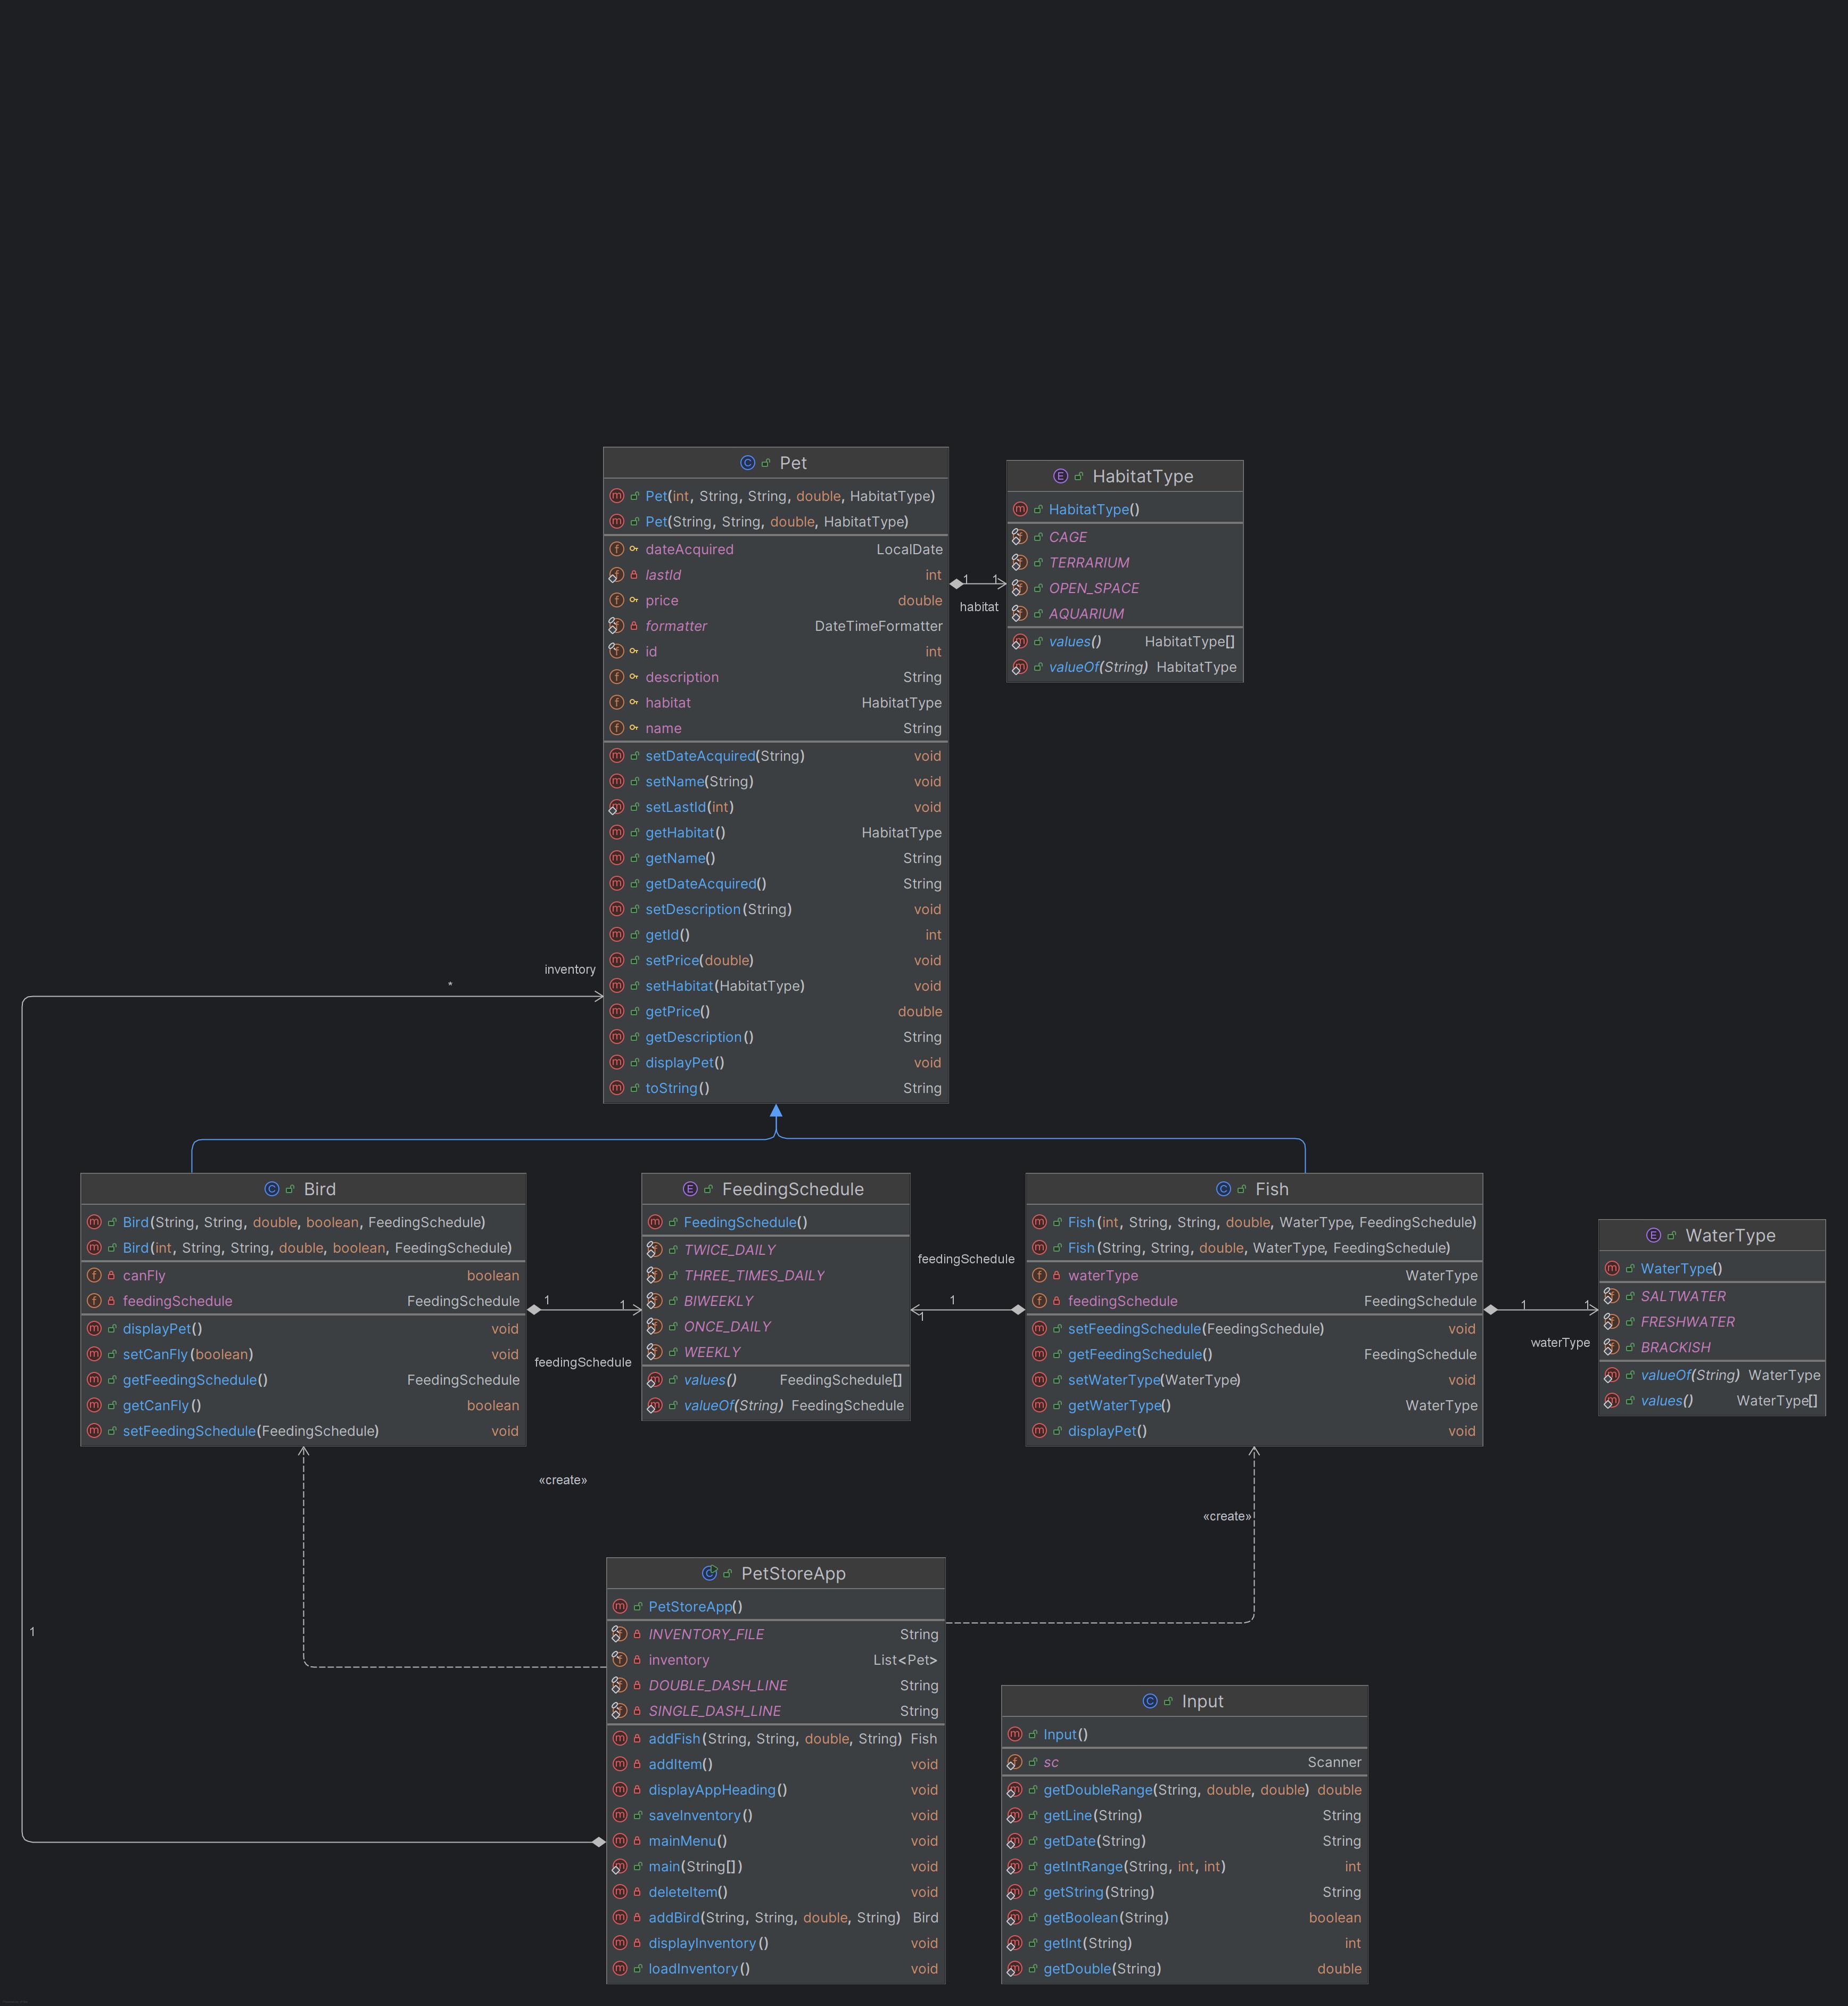 Pet
Pet(int, String, String, double, HabitatType)
Pet(String, String, double, HabitatType)
dateAcquired LocalDate
lastId int
price double
formatter DateTimeFormatter
id int
description String
habitat HabitatType
name String
setDateAcquired(String) void
setName(String) void
setLastId(int) void
getHabitat() HabitatType
getName() String
getDateAcquired() String
setDescription(String) void
getId() int
setPrice(double) void
setHabitat(HabitatType) void
getPrice() double
getDescription() String
displayPet() void
toString() String
1 1
habitat
HabitatType
HabitatType()
CAGE
TERRARIUM
OPEN_SPACE
AQUARIUM
values() HabitatType[]
valueOf(String) HabitatType
inventory
*
1
Bird
Bird(String, String, double, boolean, FeedingSchedule)
Bird(int, String, String, double, boolean, FeedingSchedule)
canFly boolean
feedingSchedule FeedingSchedule
displayPet() void
setCanFly(boolean) void
getFeedingSchedule() FeedingSchedule
getCanFly() boolean
setFeedingSchedule(FeedingSchedule) void
1 1
feedingSchedule
FeedingSchedule
FeedingSchedule()
TWICE_DAILY
THREE_TIMES_DAILY
BIWEEKLY
ONCE_DAILY
WEEKLY
values() FeedingSchedule[]
valueOf(String) FeedingSchedule
feedingSchedule
1
1
Fish
Fish(int, String, String, double, WaterType, FeedingSchedule)
Fish(String, String, double, WaterType, FeedingSchedule)
waterType WaterType
feedingSchedule FeedingSchedule
setFeedingSchedule(FeedingSchedule) void
getFeedingSchedule() FeedingSchedule
setWaterType(WaterType) void
getWaterType() WaterType
displayPet() void
1 1
waterType
WaterType
WaterType()
SALTWATER
FRESHWATER
BRACKISH
valueOf(String) WaterType
values() WaterType[]
«create»
«create»
PetStoreApp
PetStoreApp()
INVENTORY_FILE String
inventory List<Pet>
DOUBLE_DASH_LINE String
SINGLE_DASH_LINE String
addFish(String, String, double, String) Fish
addItem() void
displayAppHeading() void
saveInventory() void
mainMenu() void
main(String[]) void
deleteItem() void
addBird(String, String, double, String) Bird
displayInventory() void
loadInventory() void
Input
Input()
sc Scanner
getDoubleRange(String, double, double) double
getLine(String) String
getDate(String) String
getIntRange(String, int, int) int
getString(String) String
getBoolean(String) boolean
getInt(String) int
getDouble(String) double